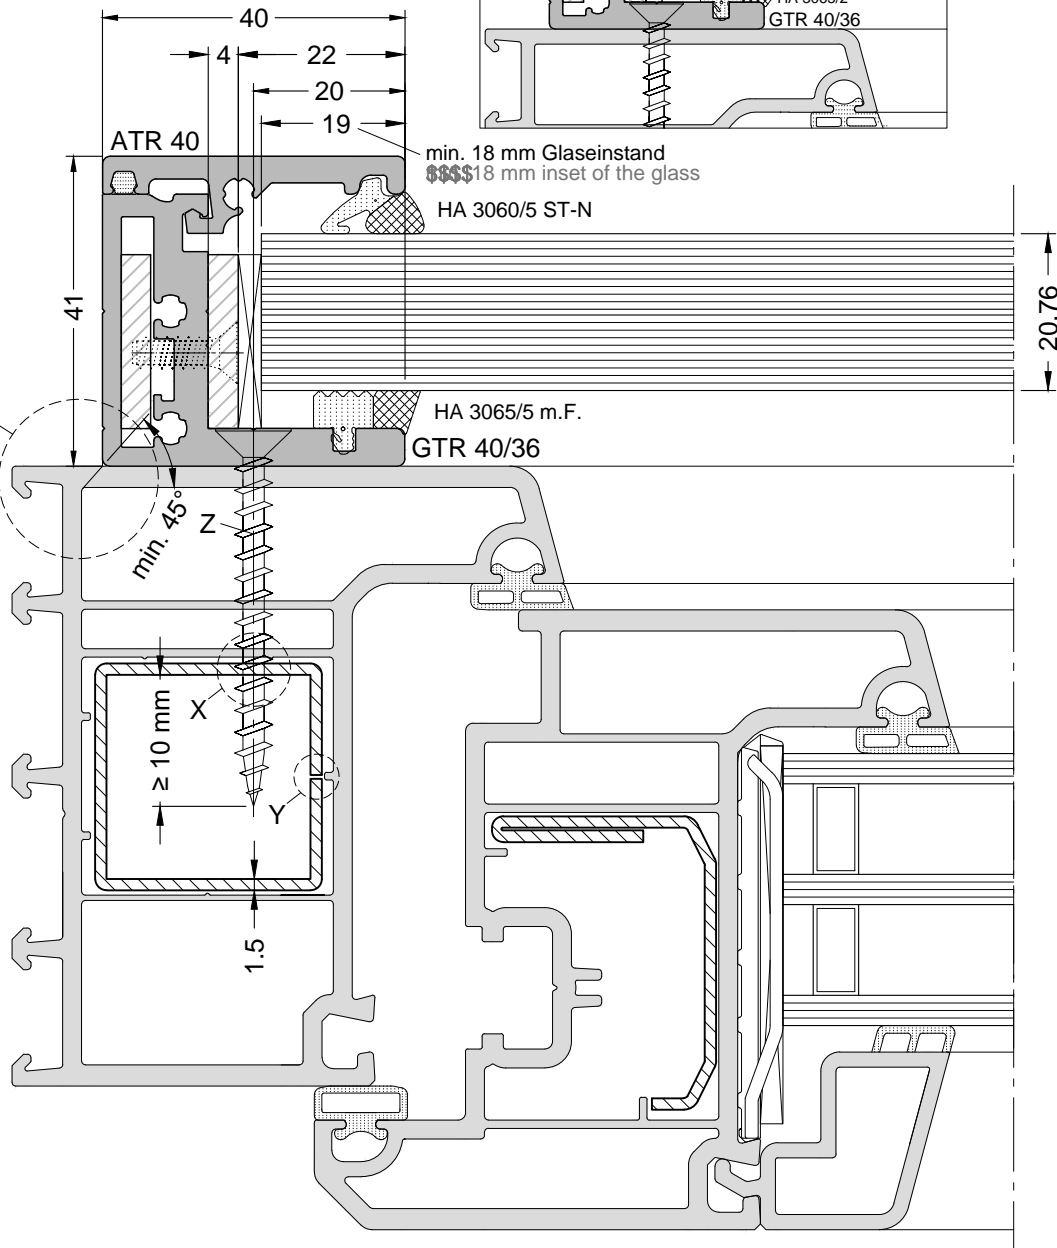 HA 3065/2
GTR 40/36
40
4
22
20
19
ATR 40
min. 18 mm Glaseinstand
$$$$18 mm inset of the glass
HA 3060/5 ST-N
41
20.76
HA 3065/5 m.F.
GTR 40/36
min. 45°
Z
X
≥ 10 mm
Y
1.5